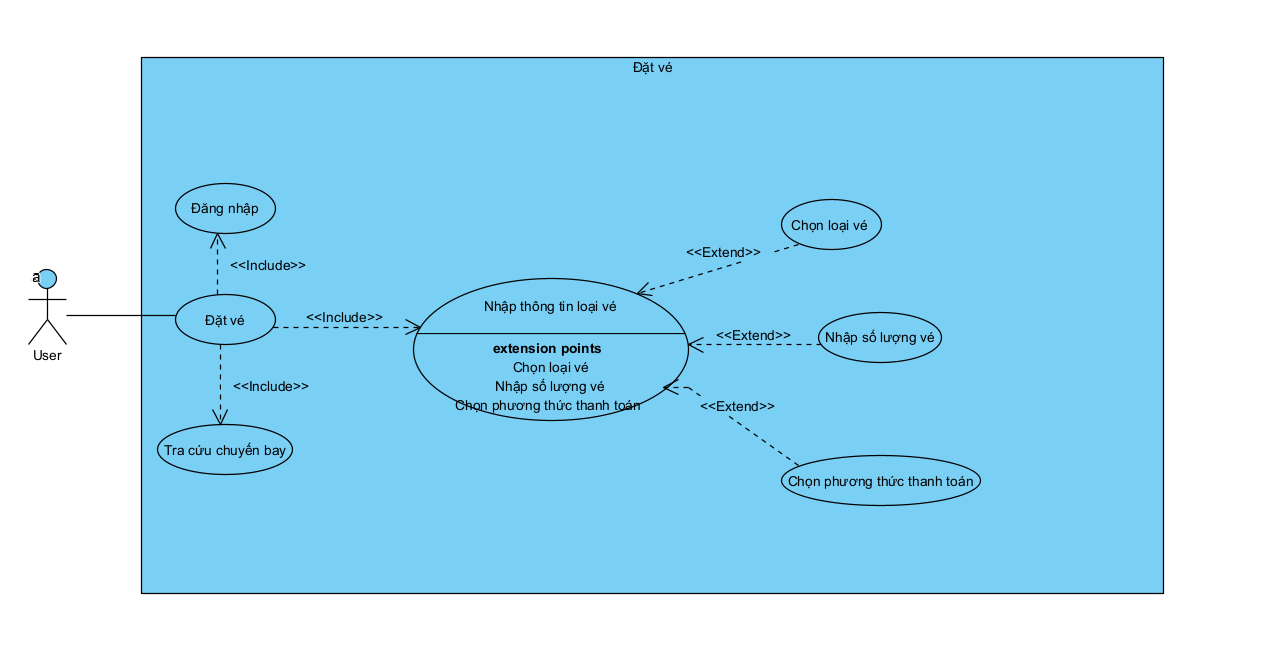 Đặt vé
Đăng nhập
<<Include>>
a
User
Đặt vé
<<Include>>
<<Include>>
Tra cứu chuyến bay
Nhập thông tin loại vé
extension points
Chọn loại vé
Nhập số lượng vé
Chọn phương thức thanh toán
<<Extend>>
Chọn loại vé
<<Extend>>
Nhập số lượng vé
<<Extend>>
Chọn phương thức thanh toán